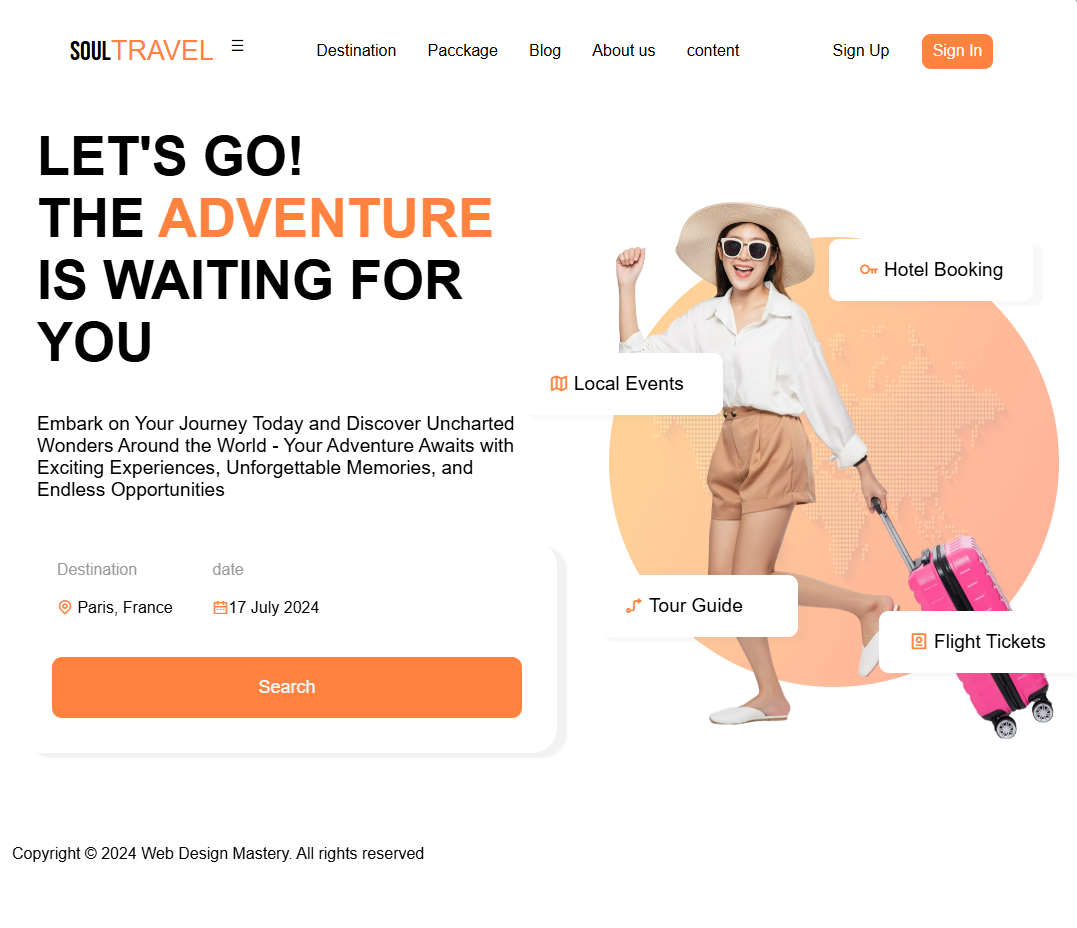 SOULTRAVEL ☰ Destination Pacckage Blog About us content Sign Up Sign In
LET'S GO!
THE ADVENTURE
IS WAITING FOR
YOU
Hotel Booking
Local Events
Embark on Your Journey Today and Discover Uncharted
Wonders Around the World - Your Adventure Awaits with
Exciting Experiences, Unforgettable Memories, and
Endless Opportunities
Destination date
Paris, France 17 July 2024
Search
Tour Guide
Flight Tickets
Copyright © 2024 Web Design Mastery. All rights reserved